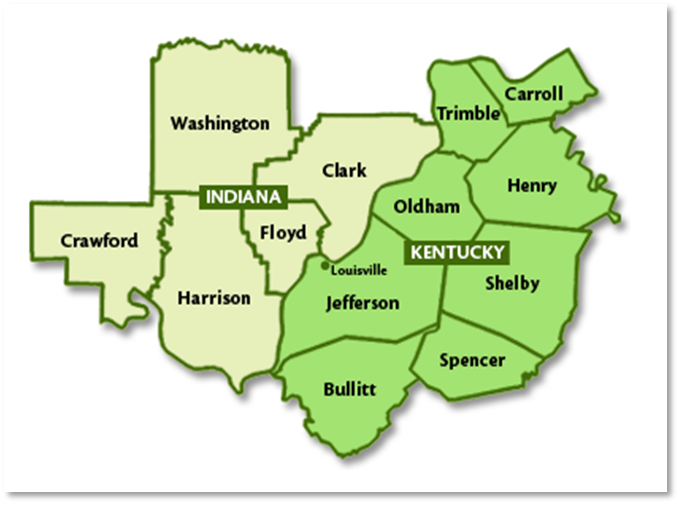 Carroll
Trimble
Washington
Clark
Henry
INDIANA
Oldham
Crawford
Floyd
KENTUCKY
Louisville
Shelby
Harrison
Jefferson
Spencer
Bullitt